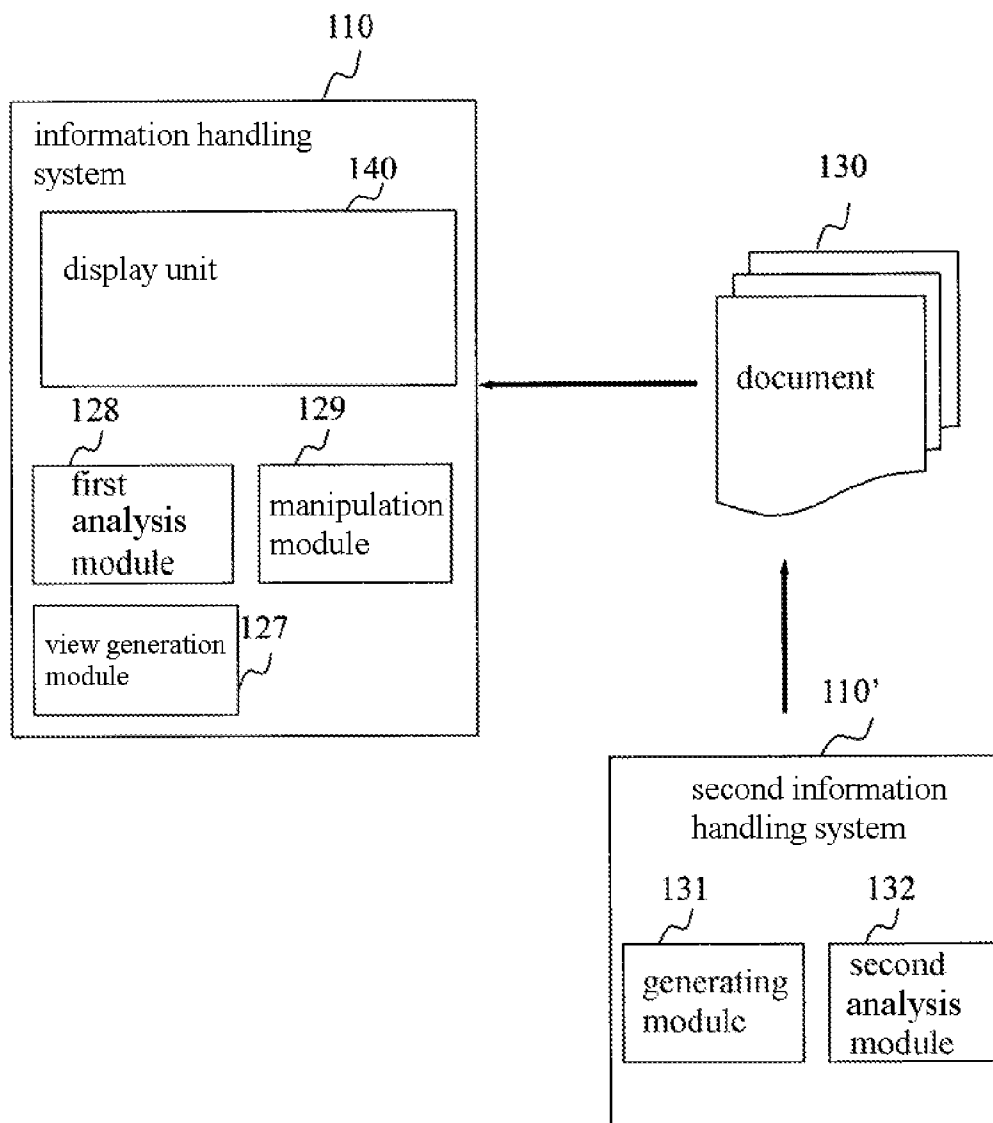 110
information handling
system
140
display unit
128
first
analysis
module
129
manipulation
module
view generation
module
127
130
document
110’
second information
handling system
131
generating
module
132
second
analysis
module